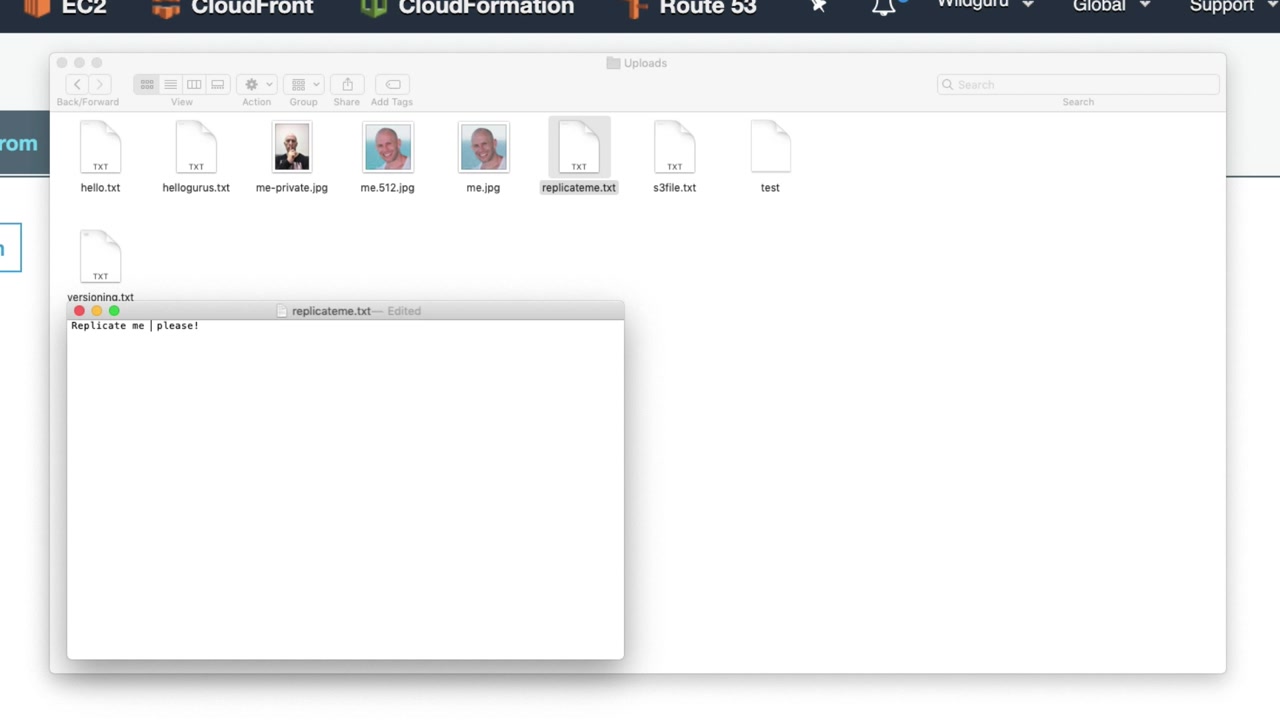 EC2 CloudFront CloudFormation Route 53 Wildguru Global Support
Uploads
Search
Back/Forward View Action Group Share Add Tags Search
rom
TXT TXT TXT TXT
hello.txt hellogurus.txt me-private.jpg me.512.jpg me.jpg replicateme.txt s3file.txt test
n
TXT
versioning.txt
replicateme.txt — Edited
Replicate me please!